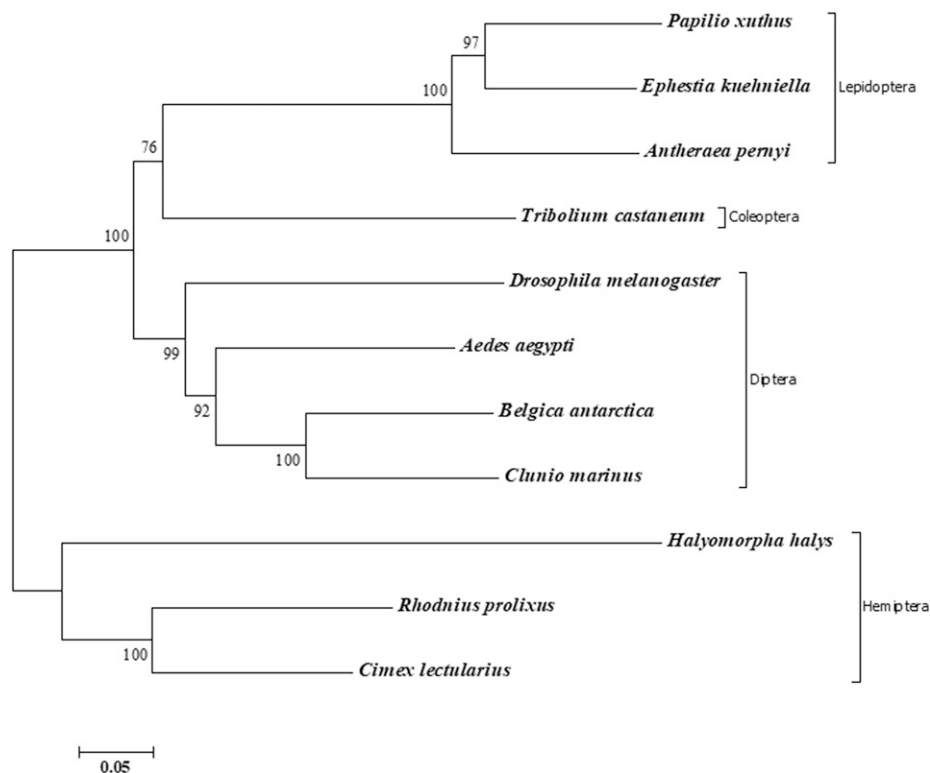 Papilio xuthus
97
Ephestia kuehniella
Lepidoptera
100
Antheraea pernyi
76
Tribolium castaneum
Coleoptera
100
Drosophila melanogaster
99
Aedes aegypti
Diptera
92
Belgica antarctica
100
Clunio marinus
Halyomorpha halys
Rhodnius prolixus
Hemiptera
100
Cimex lectularius
0.05